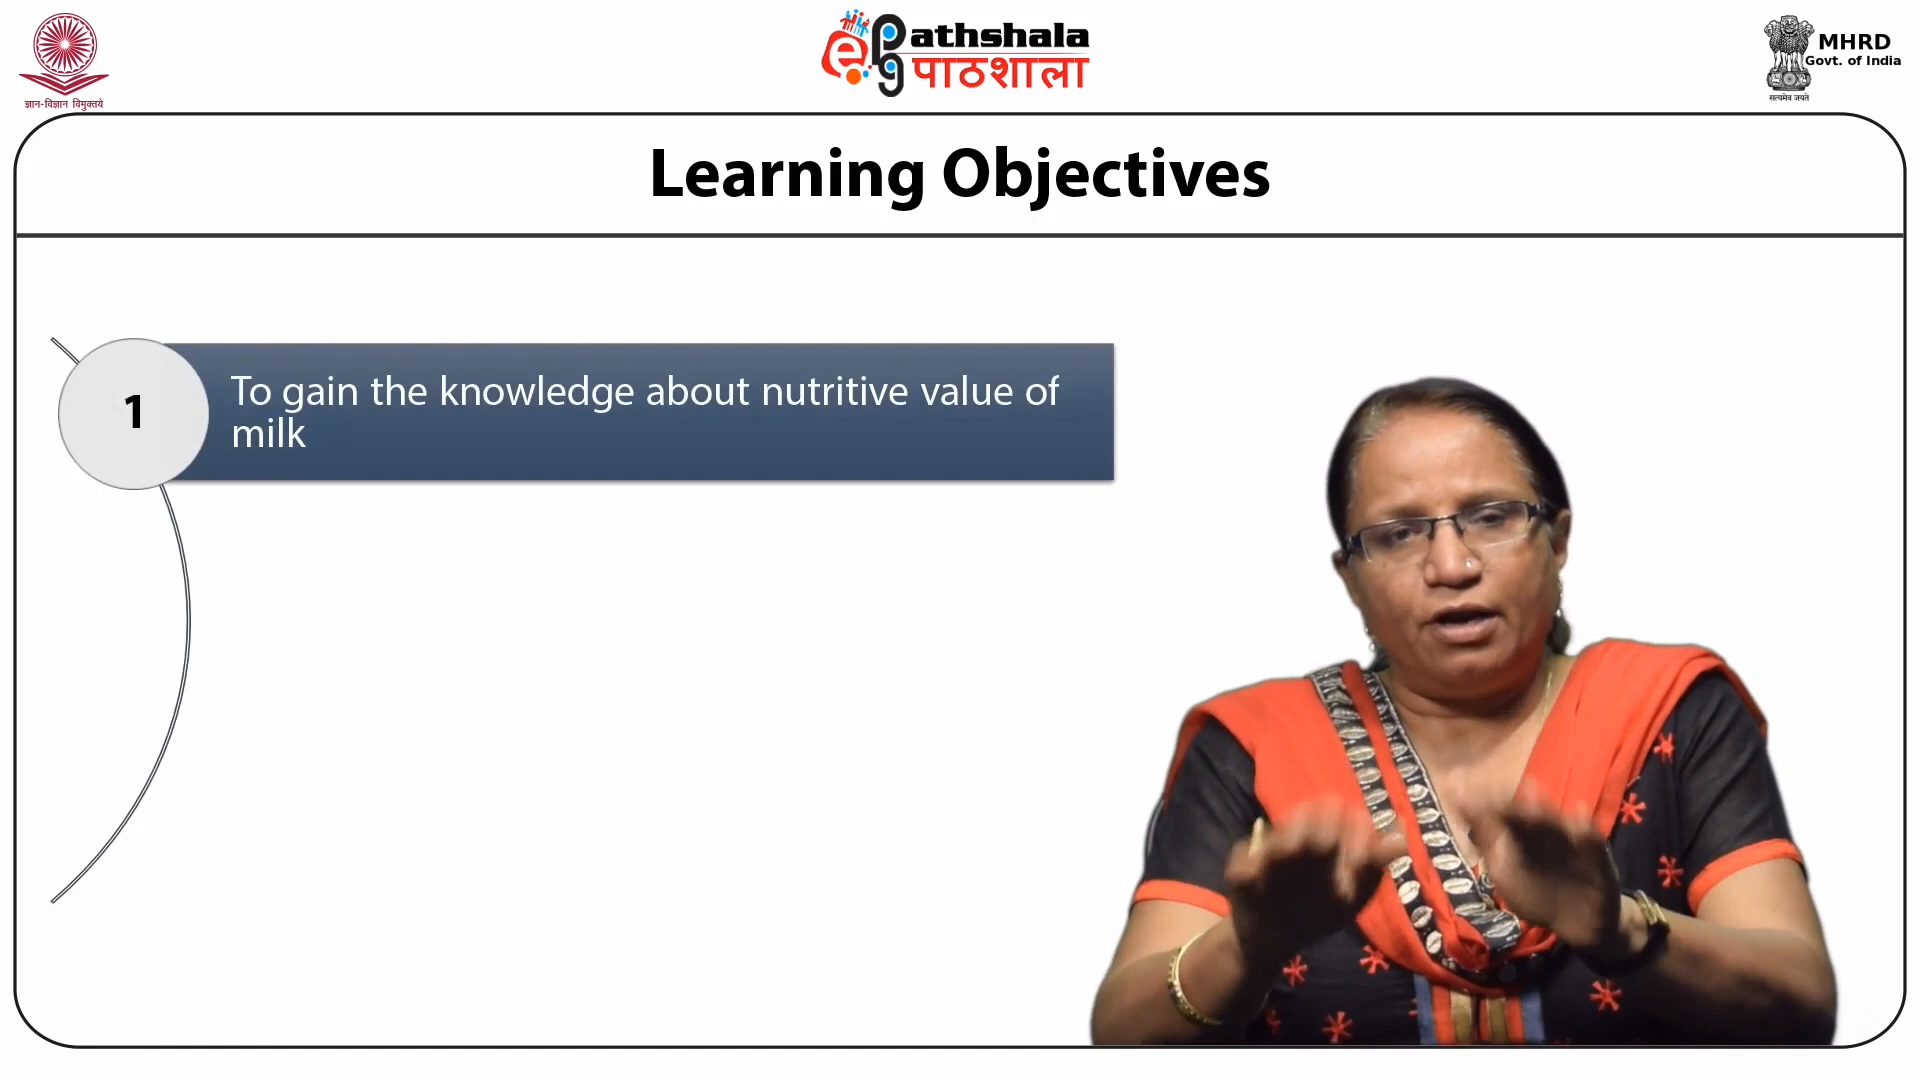 ज्ञान-विज्ञान विमुक्तये
e Pg athshala
पाठशाला
MHRD
Govt. of India
सत्यमेव जयते
Learning Objectives
1
To gain the knowledge about nutritive value of
milk